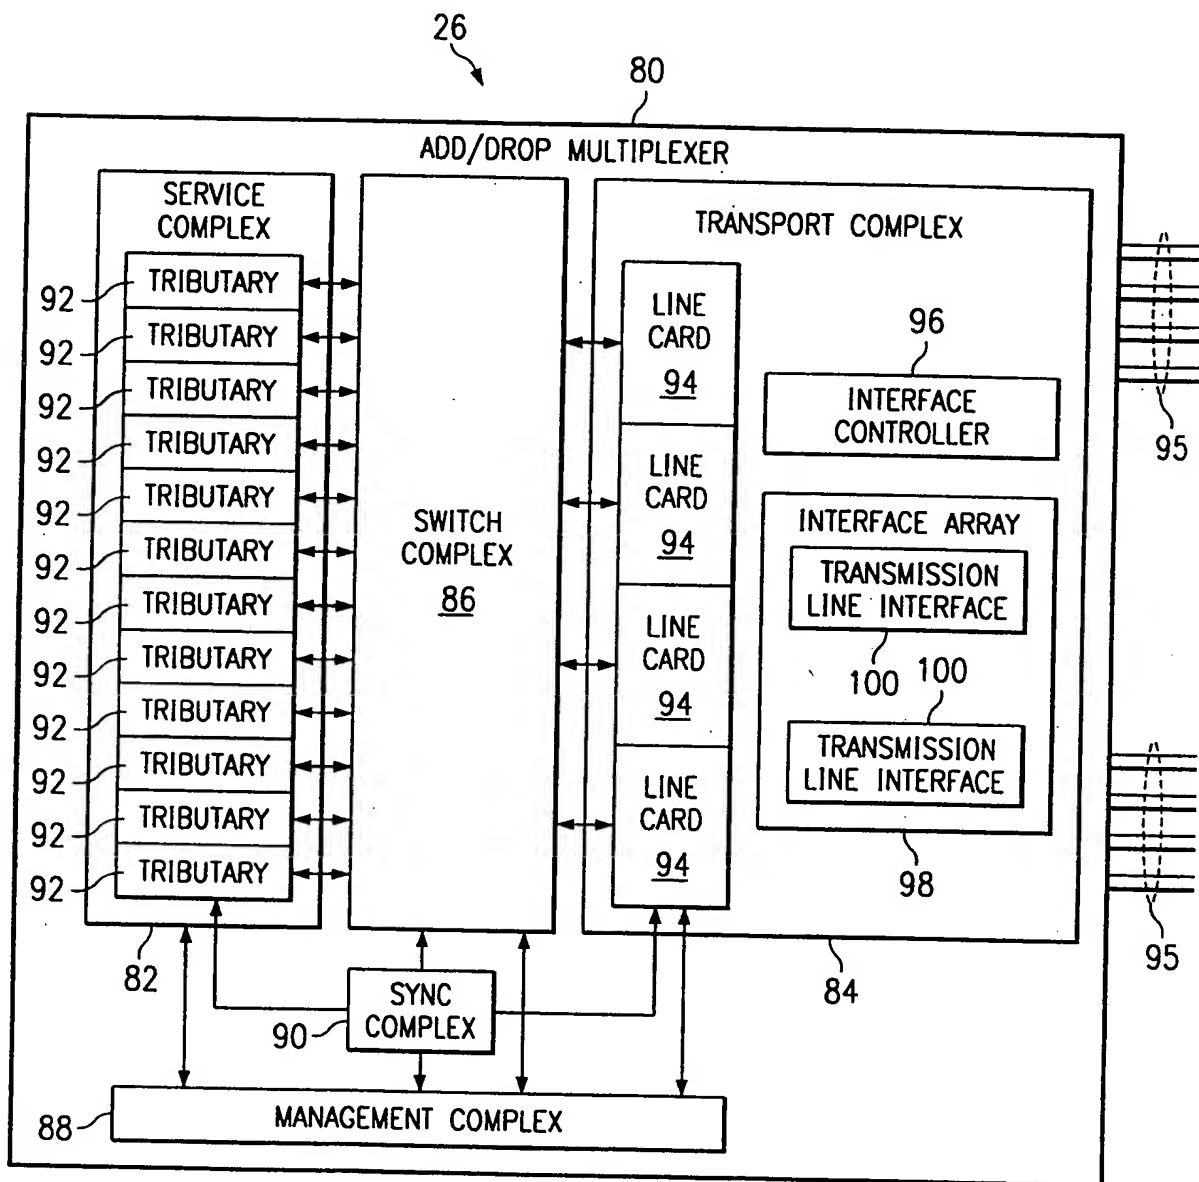 26
80
ADD/DROP MULTIPLEXER
SERVICE
COMPLEX
92 TRIBUTARY
92 TRIBUTARY
92 TRIBUTARY
92 TRIBUTARY
92 TRIBUTARY
92 TRIBUTARY
92 TRIBUTARY
92 TRIBUTARY
92 TRIBUTARY
92 TRIBUTARY
92 TRIBUTARY
92 TRIBUTARY
82
SWITCH
COMPLEX
86
TRANSPORT COMPLEX
LINE
CARD
94
LINE
CARD
94
LINE
CARD
94
LINE
CARD
94
96
INTERFACE
CONTROLLER
INTERFACE ARRAY
TRANSMISSION
LINE INTERFACE
100
100
TRANSMISSION
LINE INTERFACE
98
84
95
95
90
SYNC
COMPLEX
88
MANAGEMENT COMPLEX